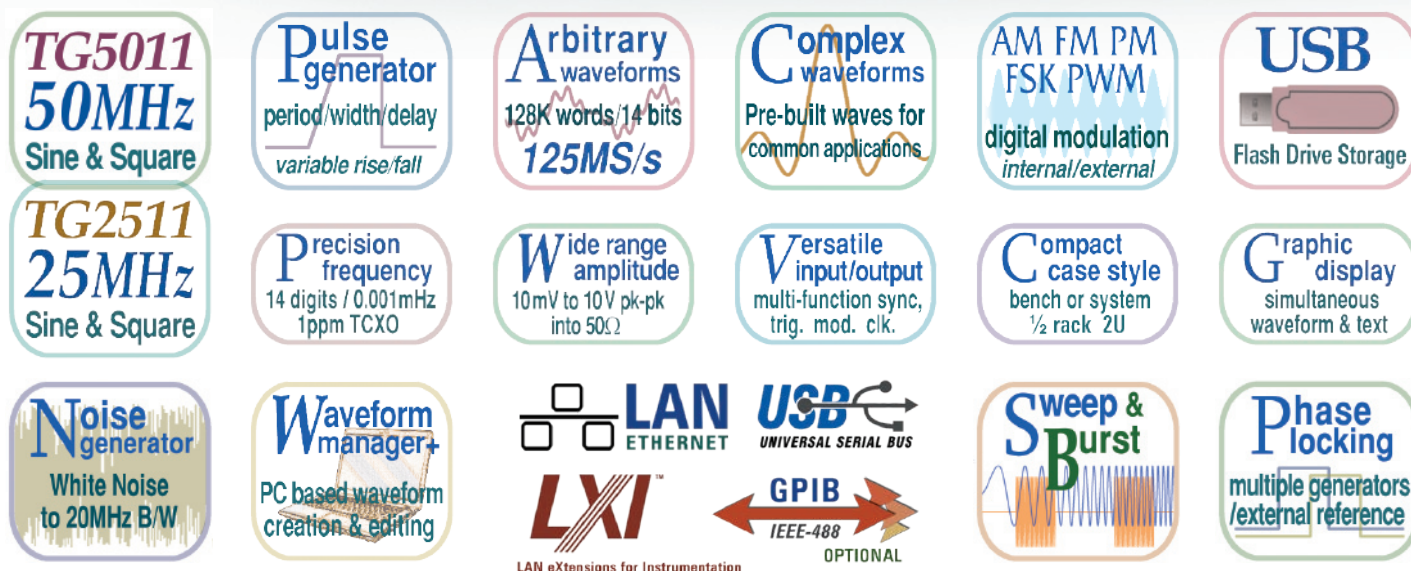 TG5011
50MHz
Sine & Square
Pulse
generator
period/width/delay
variable rise/fall
Arbitrary
waveforms
128K words/14 bits
125MS/s
Complex
waveforms
Pre-built waves for
common applications
AM FM PM
FSK PWM
digital modulation
internal/external
USB
Flash Drive Storage
TG2511
25MHz
Sine & Square
Precision
frequency
14 digits / 0.001mHz
1ppm TCXO
Wide range
amplitude
10mV to 10V pk-pk
into 50Ω
Versatile
input/output
multi-function sync,
trig. mod. clk.
Compact
case style
bench or system
½ rack 2U
Graphic
display
simultaneous
waveform & text
Noise
generator
White Noise
to 20MHz B/W
Waveform
manager+
PC based waveform
creation & editing
LAN
ETHERNET
USB
UNIVERSAL SERIAL BUS
LXI™
LAN eXtensions for Instrumentation
GPIB
IEEE-488
OPTIONAL
Sweep &
Burst
Phase
locking
multiple generators
/external reference